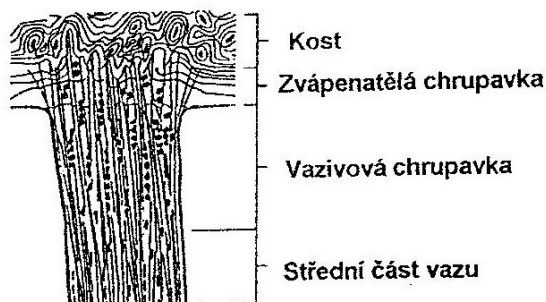 Kost
Zvápenatělá chrupavka
Vazivová chrupavka
Střední část vazu